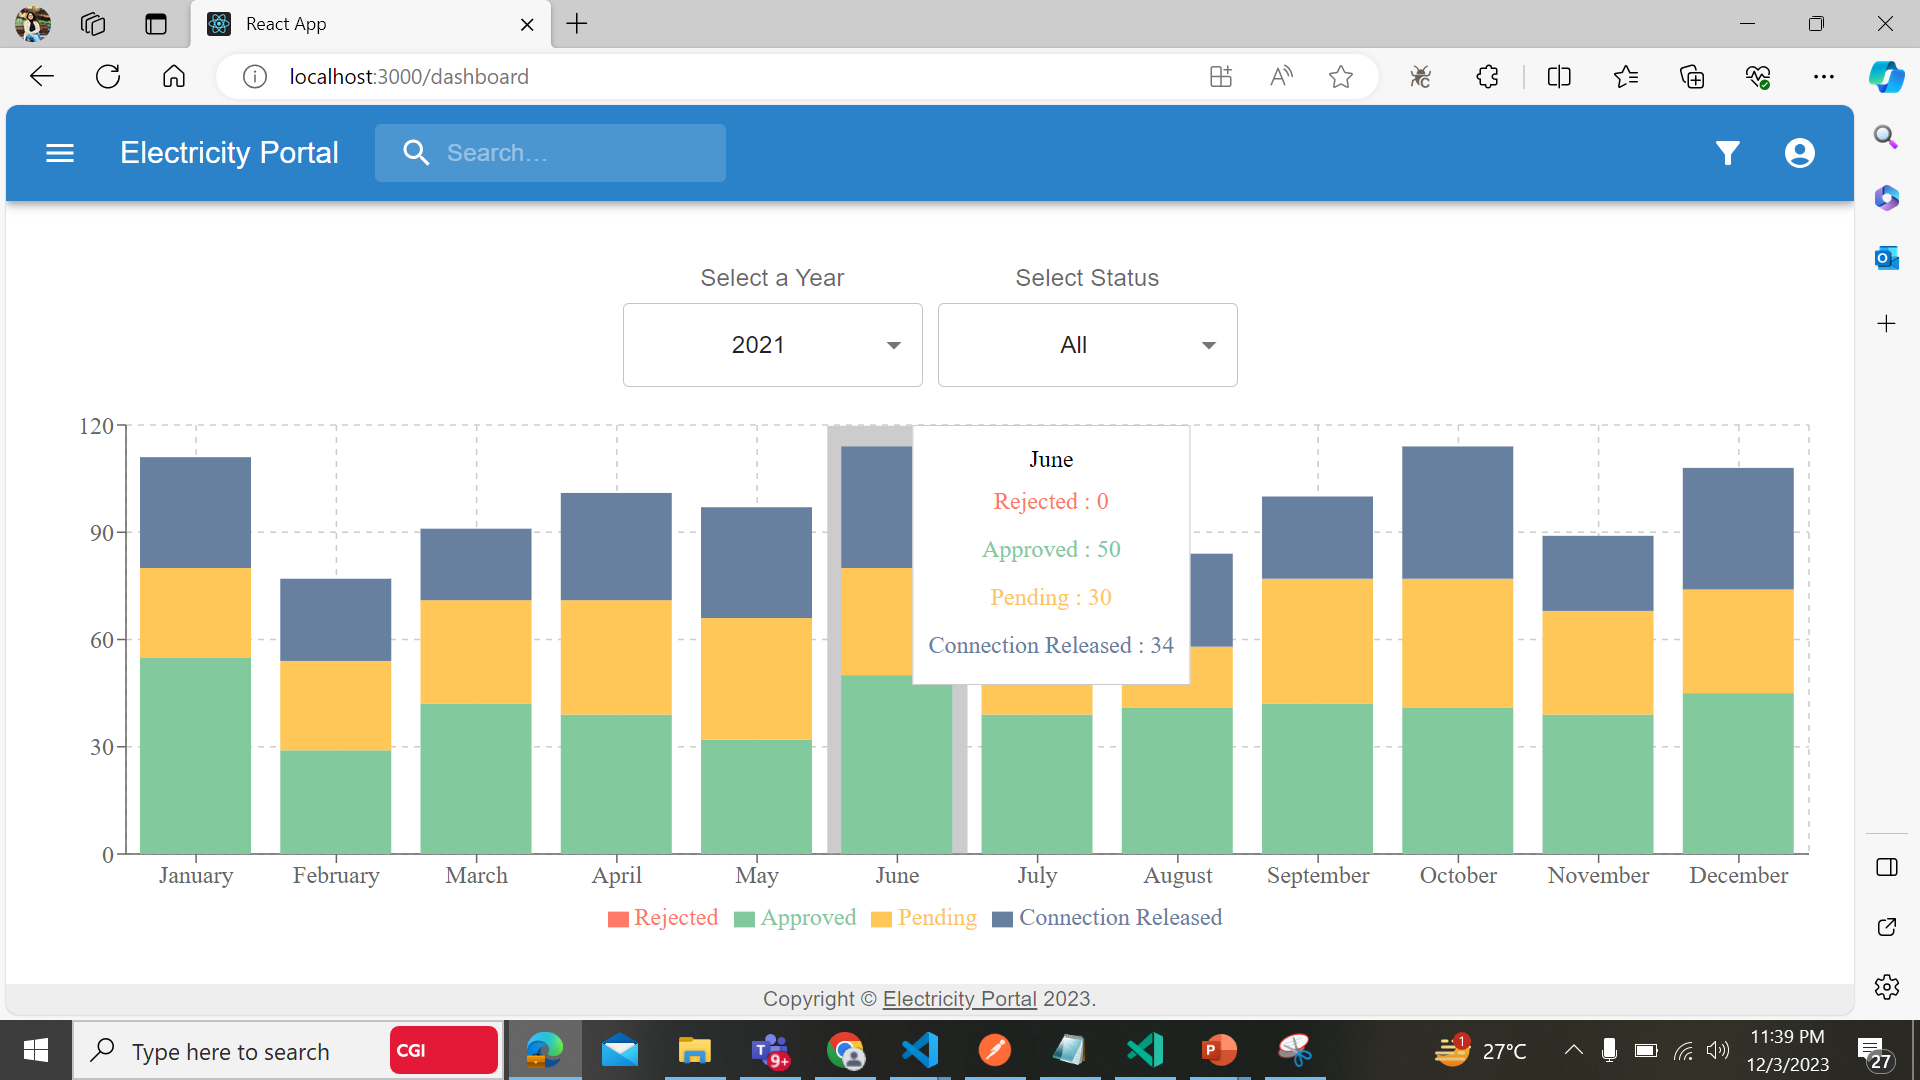 React App
localhost:3000/dashboard
Electricity Portal
Search…
Select a Year
Select Status
2021
All
120
90
60
30
0
June
Rejected : 0
Approved : 50
Pending : 30
Connection Released : 34
January
February
March
April
May
June
July
August
September
October
November
December
Rejected
Approved
Pending
Connection Released
Copyright © Electricity Portal 2023.
Type here to search
CGI
9+
1
27°C
11:39 PM
12/3/2023
27